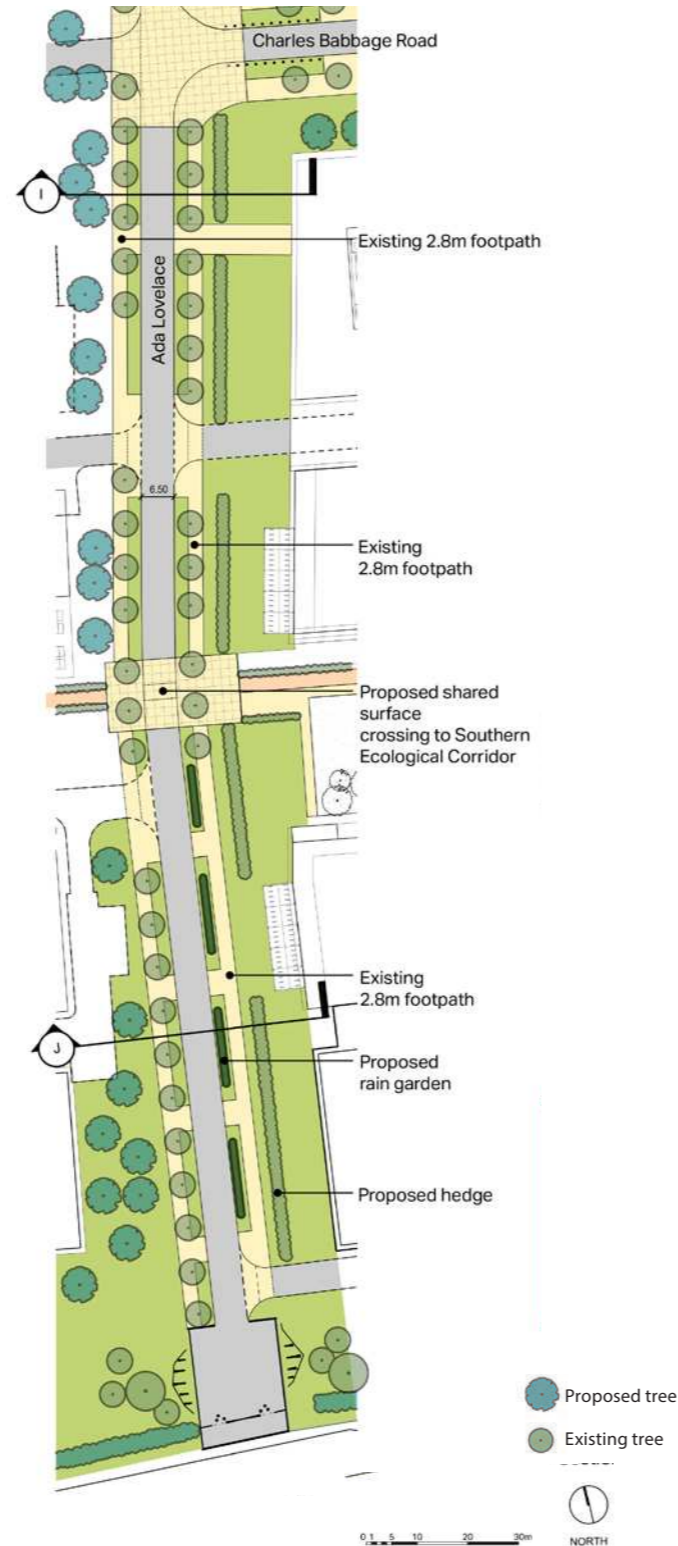 Charles Babbage Road
I
Existing 2.8m footpath
Ada Lovelace
6.50
Existing
2.8m footpath
Proposed shared
surface
crossing to Southern
Ecological Corridor
Existing
2.8m footpath
J
Proposed
rain garden
Proposed hedge
Proposed tree
Existing tree
0 1 5 10 20 30m
NORTH